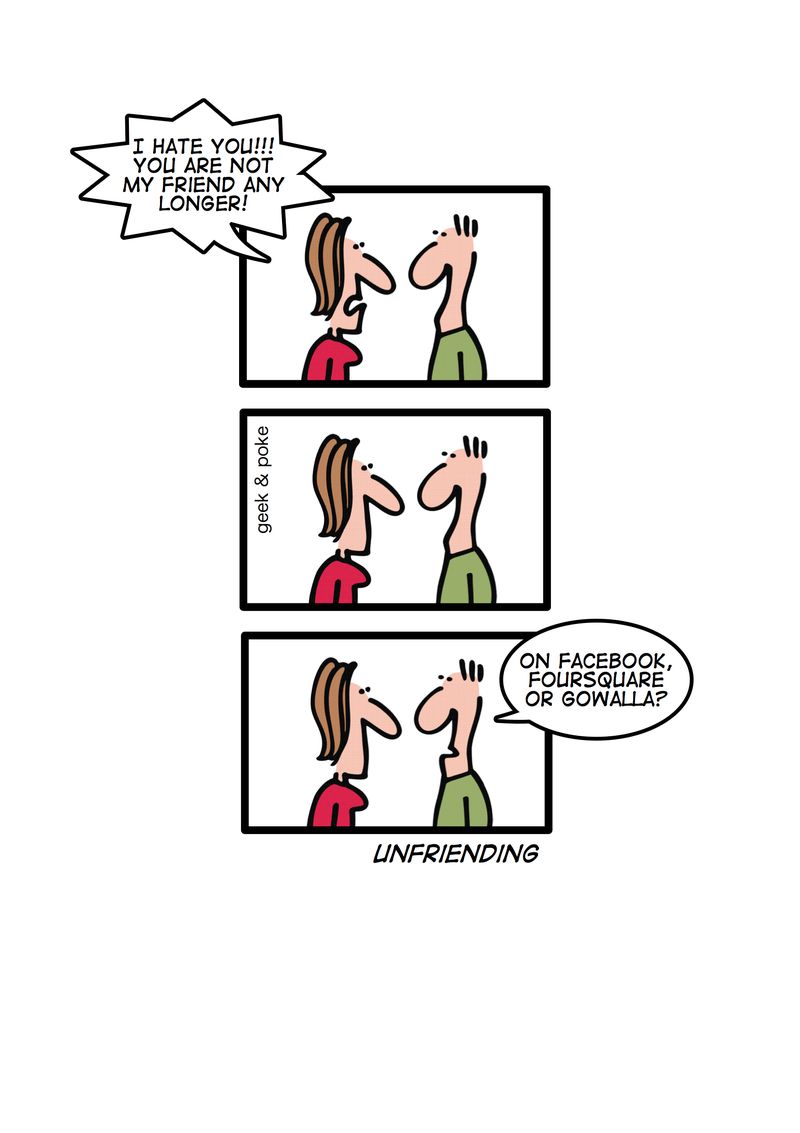 I HATE YOU!!!
YOU ARE NOT
MY FRIEND ANY
LONGER!
geek & poke
ON FACEBOOK,
FOURSQUARE
OR GOWALLA?
UNFRIENDING